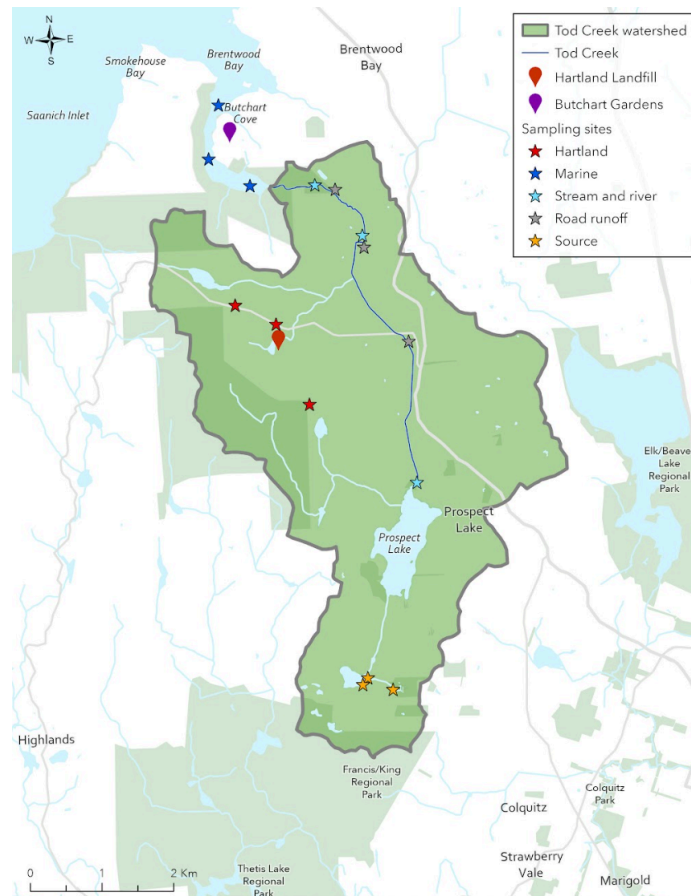 N
W E
S
Smokehouse
Bay
Brentwood
Bay
Brentwood
Bay
Saanich Inlet
Butchart
Cove
Tod Creek watershed
Tod Creek
Hartland Landfill
Butchart Gardens
Sampling sites
Hartland
Marine
Stream and river
Road runoff
Source
Elk/Beaver
Lake
Regional
Park
Prospect
Lake
Prospect
Lake
Highlands
Francis/King
Regional
Park
Colquitz
Colquitz
Park
Strawberry
Vale
Marigold
Thetis Lake
Regional
Park
0 1 2 Km